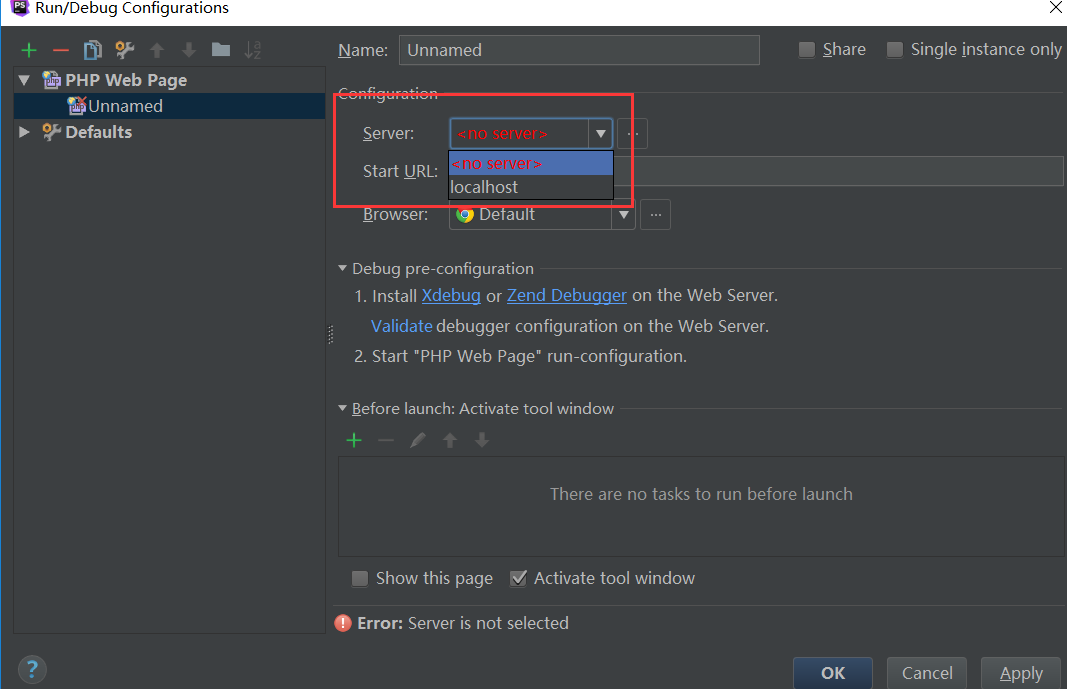 PS Run/Debug Configurations
Name: Unnamed Share Single instance only
PHP Web Page
Unnamed
Defaults
Configuration
Server: <no server> ...
<no server>
localhost
Start URL:
Browser: Default ...
Debug pre-configuration
1. Install Xdebug or Zend Debugger on the Web Server.
Validate debugger configuration on the Web Server.
2. Start "PHP Web Page" run-configuration.
Before launch: Activate tool window
There are no tasks to run before launch
Show this page Activate tool window
Error: Server is not selected
? OK Cancel Apply